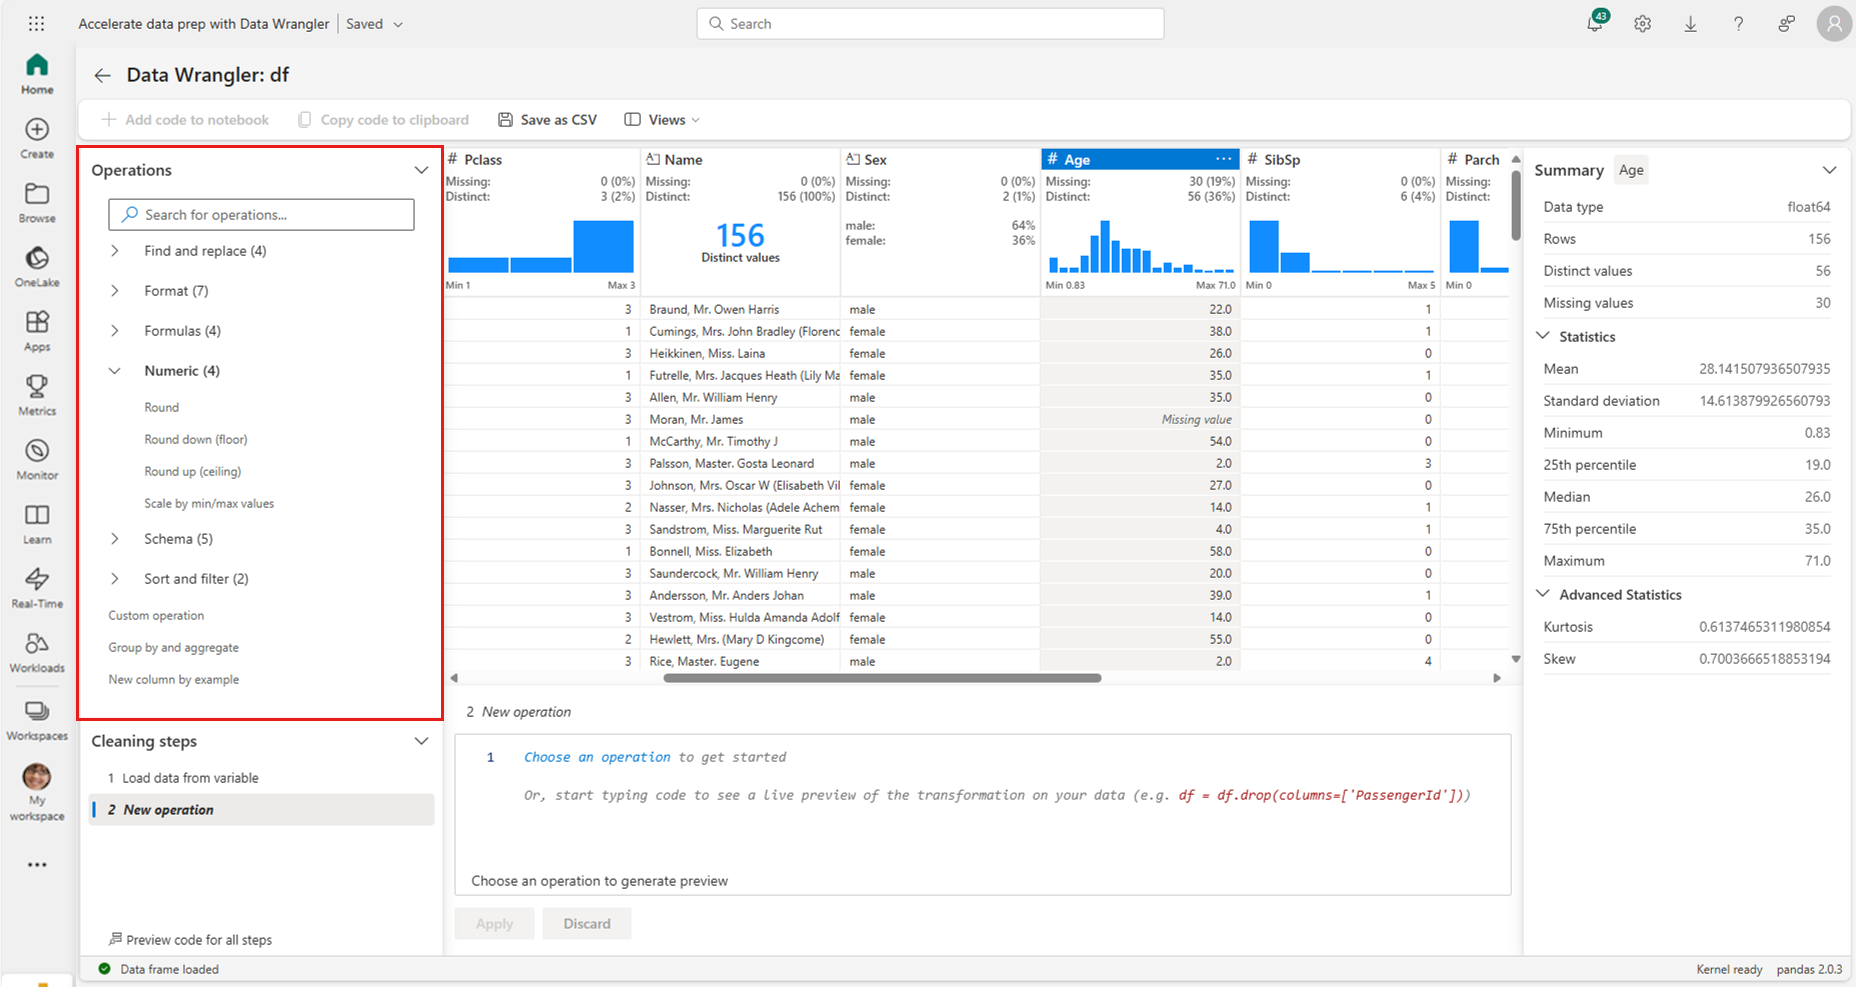 Accelerate data prep with Data Wrangler | Saved
Search
43
Home
Create
Browse
OneLake
Apps
Metrics
Monitor
Learn
Real-Time
Workloads
Workspaces
My
workspace
Data Wrangler: df
Add code to notebook
Copy code to clipboard
Save as CSV
Views
Operations
Search for operations...
Find and replace (4)
Format (7)
Formulas (4)
Numeric (4)
Round
Round down (floor)
Round up (ceiling)
Scale by min/max values
Schema (5)
Sort and filter (2)
Custom operation
Group by and aggregate
New column by example
Cleaning steps
1 Load data from variable
2 New operation
Preview code for all steps
# Pclass Name Sex # Age ... # SibSp # Parch
Missing: 0 (0%) Missing: 0 (0%) Missing: 0 (0%) Missing: 30 (19%) Missing: 0 (0%) Missing:
Distinct: 3 (2%) Distinct: 156 (100%) Distinct: 2 (1%) Distinct: 56 (36%) Distinct: 6 (4%) Distinct:
156
Distinct values
male: 64%
female: 36%
Min 1 Max 3 Min 0.83 Max 71.0 Min 0 Max 5 Min 0
3 Braund, Mr. Owen Harris male 22.0 1
1 Cumings, Mrs. John Bradley (Florenc female 38.0 1
3 Heikkinen, Miss. Laina female 26.0 0
1 Futrelle, Mrs. Jacques Heath (Lily Ma female 35.0 1
3 Allen, Mr. William Henry male 35.0 0
3 Moran, Mr. James male Missing value 0
1 McCarthy, Mr. Timothy J male 54.0 0
3 Palsson, Master. Gosta Leonard male 2.0 3
3 Johnson, Mrs. Oscar W (Elisabeth Vil female 27.0 0
2 Nasser, Mrs. Nicholas (Adele Achem female 14.0 1
3 Sandstrom, Miss. Marguerite Rut female 4.0 1
1 Bonnell, Miss. Elizabeth female 58.0 0
3 Saundercock, Mr. William Henry male 20.0 0
3 Andersson, Mr. Anders Johan male 39.0 1
3 Vestrom, Miss. Hulda Amanda Adolf female 14.0 0
2 Hewlett, Mrs. (Mary D Kingcome) female 55.0 0
3 Rice, Master. Eugene male 2.0 4
2 New operation
1 Choose an operation to get started
Or, start typing code to see a live preview of the transformation on your data (e.g. df = df.drop(columns=['PassengerId']))
Choose an operation to generate preview
Apply
Discard
Summary Age
Data type float64
Rows 156
Distinct values 56
Missing values 30
Statistics
Mean 28.141507936507935
Standard deviation 14.613879926560793
Minimum 0.83
25th percentile 19.0
Median 26.0
75th percentile 35.0
Maximum 71.0
Advanced Statistics
Kurtosis 0.6137465311980854
Skew 0.7003666518853194
Data frame loaded
Kernel ready pandas 2.0.3